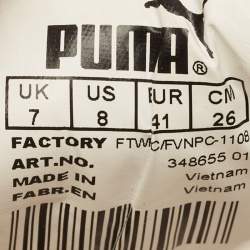 PUMA®
UK US EUR CM
7 8 41 26
FACTORY FTWPC/FVNPC-1108
ART.NO. 348655 01
MADE IN Vietnam
FABR.EN Vietnam